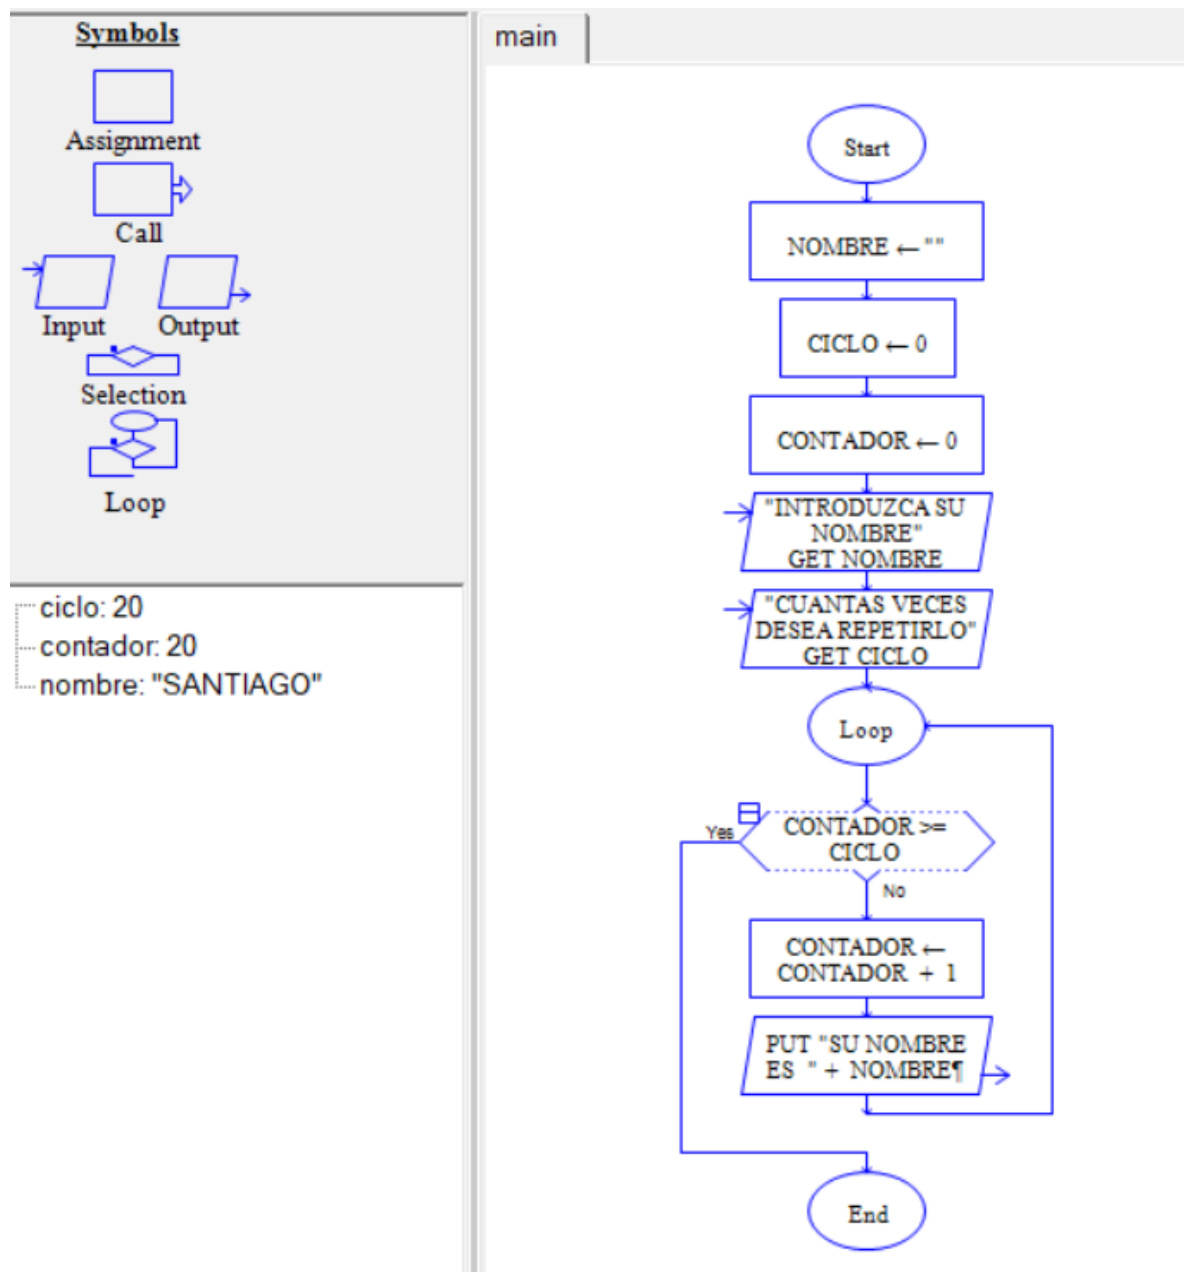 Symbols
Assignment
Call
Input Output
Selection
Loop
ciclo: 20
contador: 20
nombre: "SANTIAGO"
main
Start
NOMBRE ← ""
CICLO ← 0
CONTADOR ← 0
"INTRODUZCA SU
NOMBRE"
GET NOMBRE
"CUANTAS VECES
DESEA REPETIRLO"
GET CICLO
Loop
CONTADOR >=
CICLO
Yes
No
CONTADOR ←
CONTADOR + 1
PUT "SU NOMBRE
ES " + NOMBRE¶
End